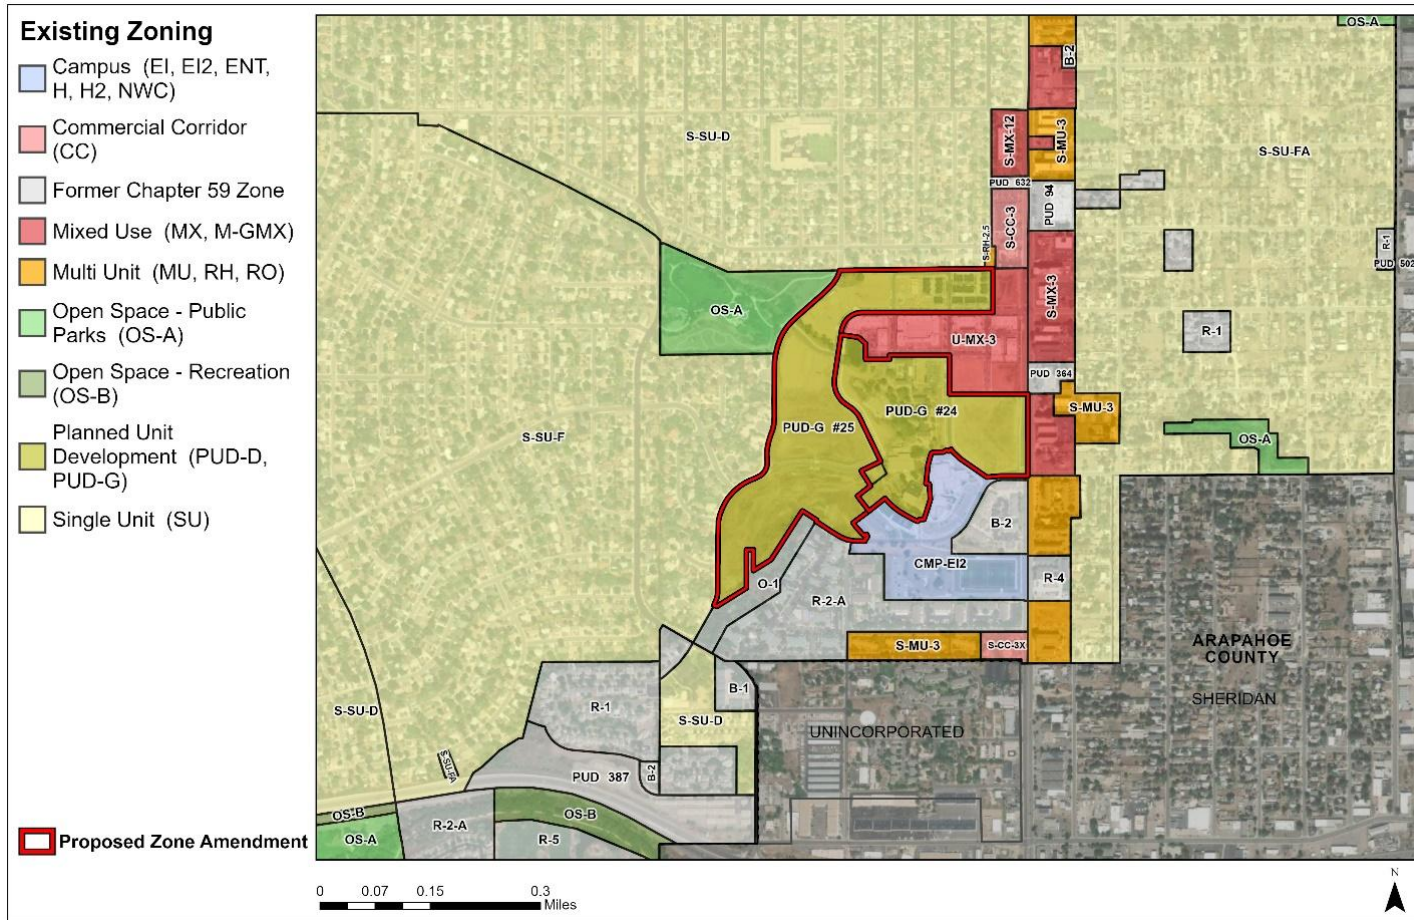 Existing Zoning
Campus (EI, EI2, ENT,
H, H2, NWC)
Commercial Corridor
(CC)
Former Chapter 59 Zone
Mixed Use (MX, M-GMX)
Multi Unit (MU, RH, RO)
Open Space - Public
Parks (OS-A)
Open Space - Recreation
(OS-B)
Planned Unit
Development (PUD-D,
PUD-G)
Single Unit (SU)
Proposed Zone Amendment
OS-A
B-2
S-SU-D
S-MX-12
S-MU-3
S-SU-FA
PUD 632
PUD 94
S-CC-3
S-RH-2.5
R-1
PUD 502
OS-A
S-MX-3
R-1
U-MX-3
PUD 364
S-MU-3
PUD-G #24
PUD-G #25
S-SU-F
OS-A
B-2
CMP-EI2
R-4
O-1
R-2-A
S-MU-3
S-CC-3X
ARAPAHOE
COUNTY
SHERIDAN
B-1
R-1
S-SU-D
S-SU-D
UNINCORPORATED
S-SU-FA
PUD 387
B-2
OS-B
OS-B
R-2-A
OS-A
R-5
0 0.07 0.15 0.3
Miles
N